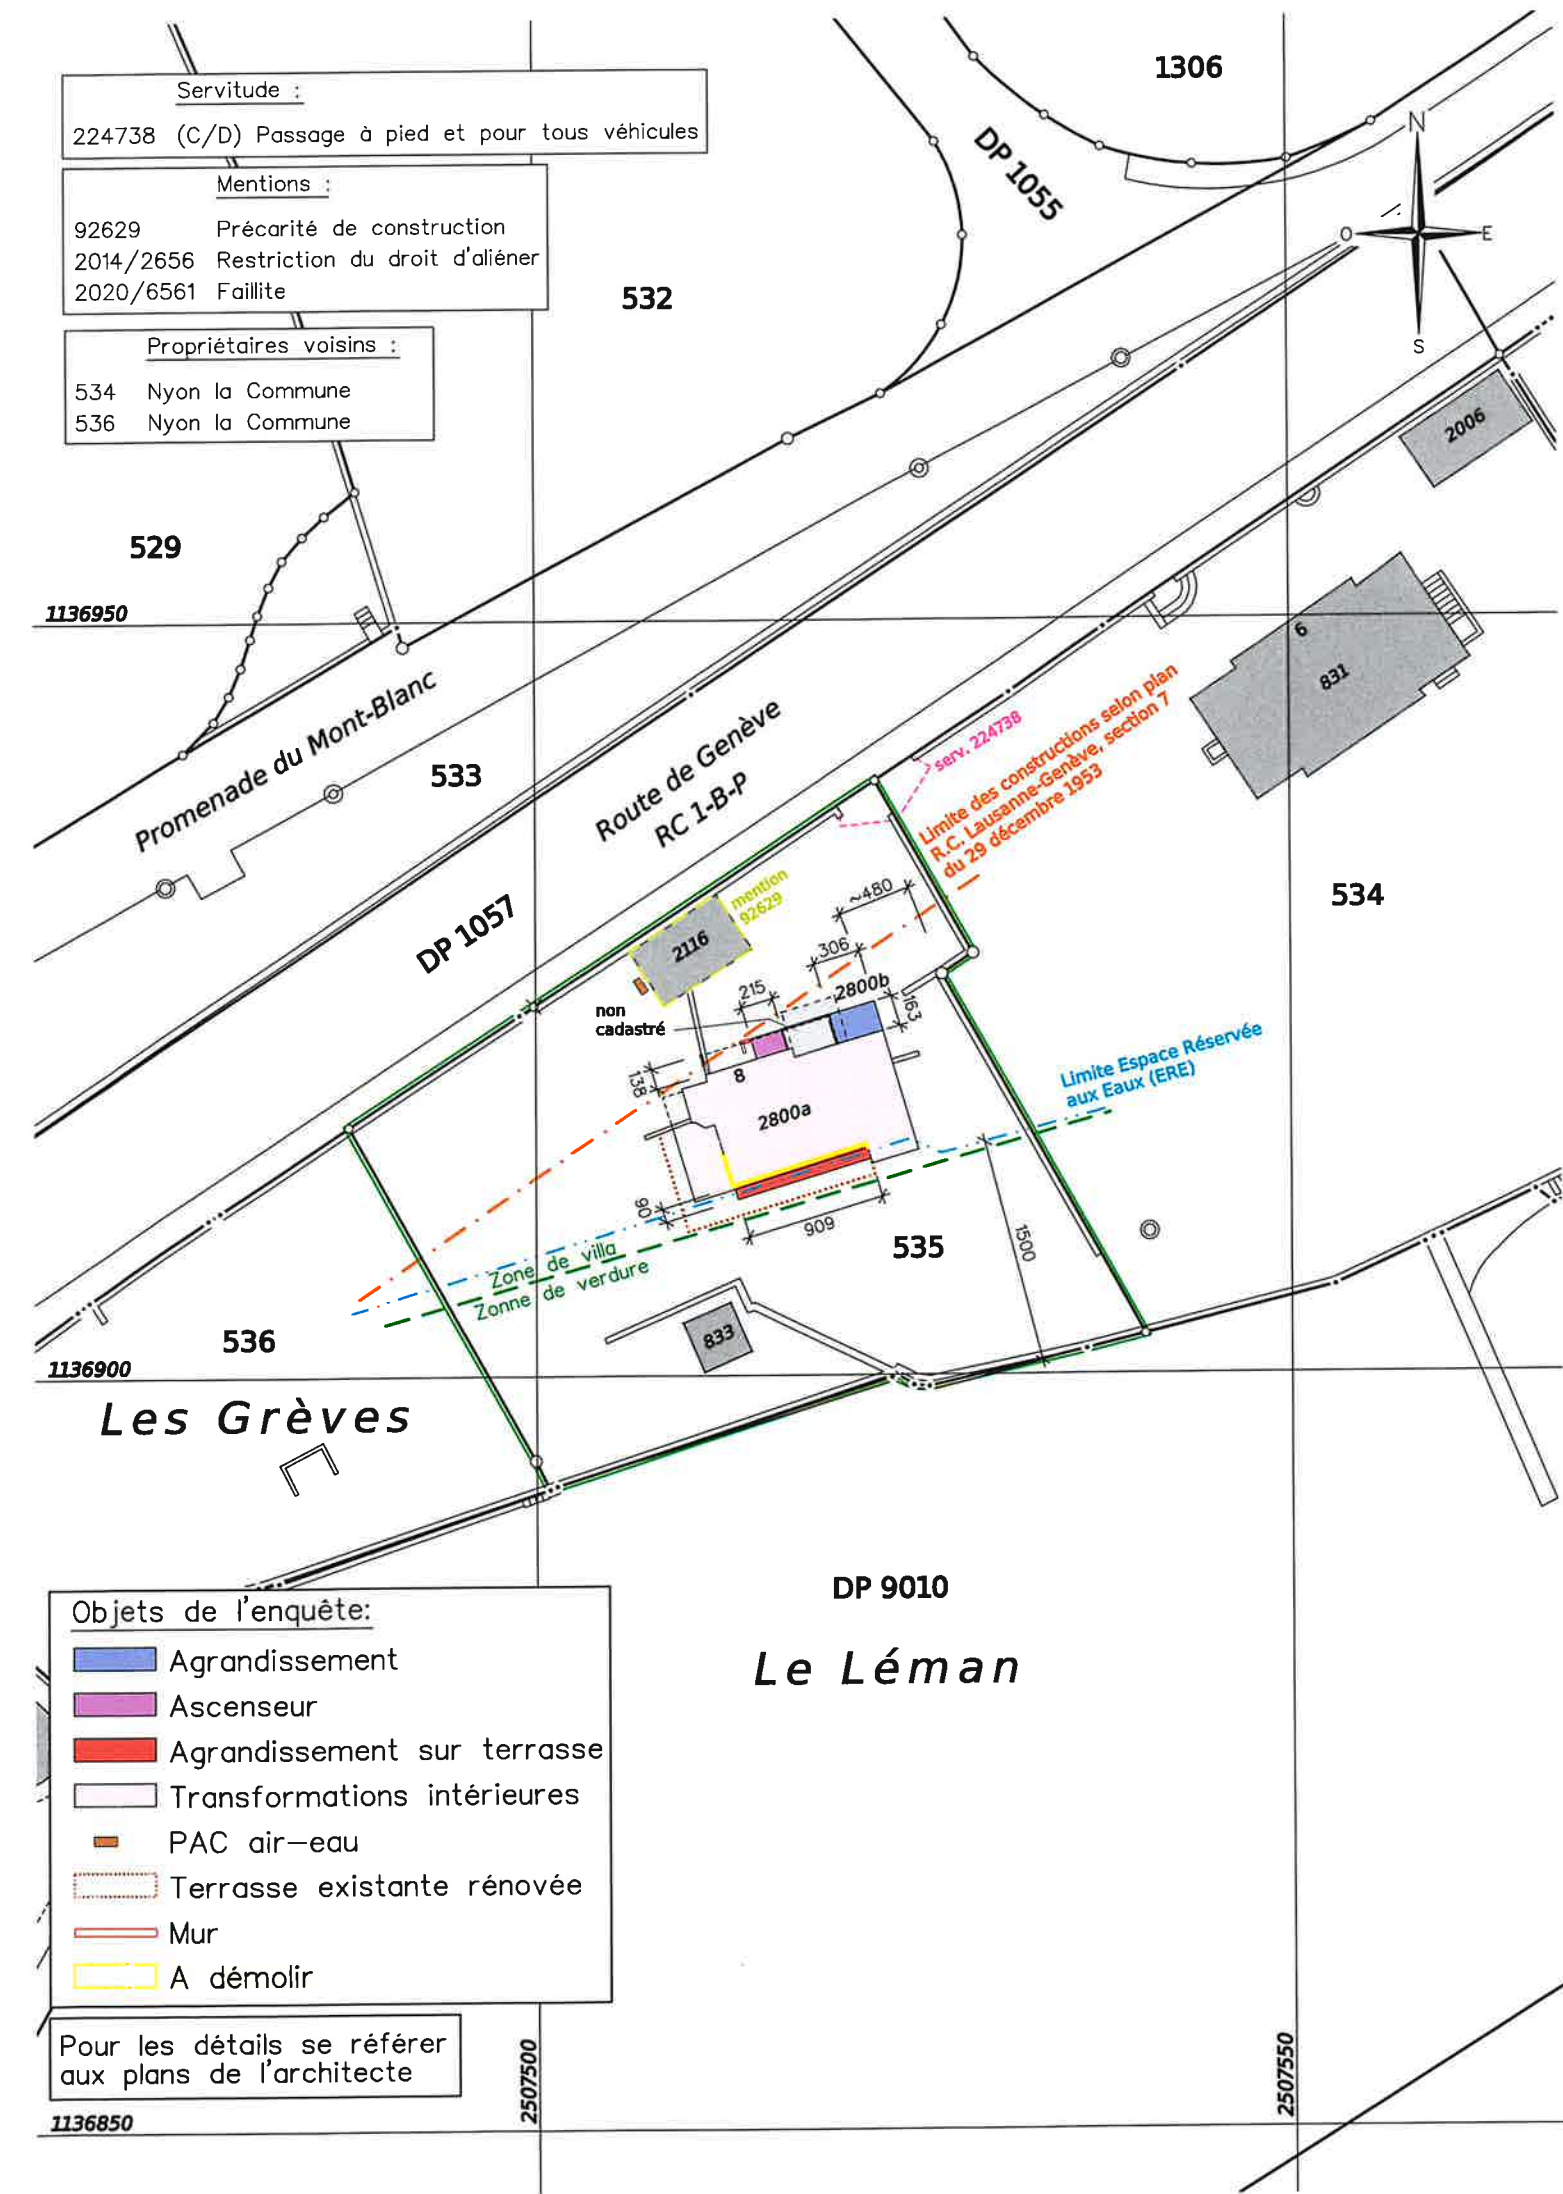 Servitude :
224738 (C/D) Passage à pied et pour tous véhicules
Mentions :
92629 Précarité de construction
2014/2656 Restriction du droit d'aliéner
2020/6561 Faillite
Propriétaires voisins :
534 Nyon la Commune
536 Nyon la Commune
1306
DP 1055
N
O
E
S
532
2006
529
1136950
6
831
Promenade du Mont-Blanc
533
Route de Genève
RC 1-B-P
serv. 224738
Limite des constructions selon plan
R.C. Lausanne-Genève, section 7
du 29 décembre 1953
534
DP 1057
mention
92629
2116
~480
306
215
2800b
163
non
cadastré
138
8
2800a
Limite Espace Réservée
aux Eaux (ERE)
90
909
535
1500
Zone de villa
Zonne de verdure
833
536
1136900
Les Grèves
DP 9010
Le Léman
Objets de l'enquête:
Agrandissement
Ascenseur
Agrandissement sur terrasse
Transformations intérieures
PAC air-eau
Terrasse existante rénovée
Mur
A démolir
Pour les détails se référer
aux plans de l'architecte
2507500
2507550
1136850